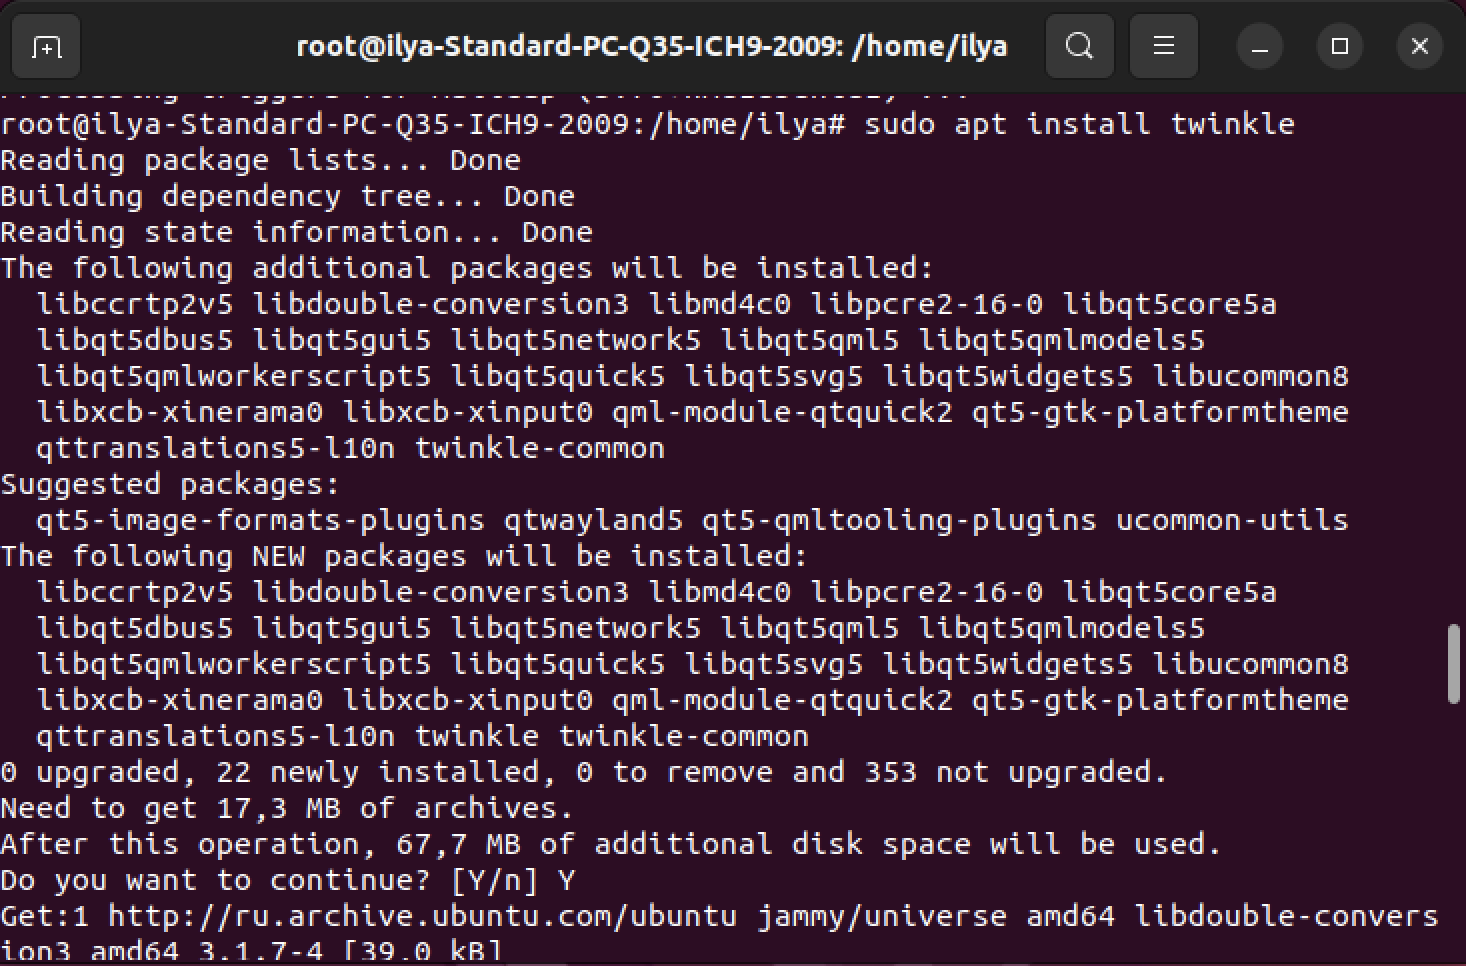 root@ilya-Standard-PC-Q35-ICH9-2009: /home/ilya
root@ilya-Standard-PC-Q35-ICH9-2009:/home/ilya# sudo apt install twinkle
Reading package lists... Done
Building dependency tree... Done
Reading state information... Done
The following additional packages will be installed:
  libccrtp2v5 libdouble-conversion3 libmd4c0 libpcre2-16-0 libqt5core5a
  libqt5dbus5 libqt5gui5 libqt5network5 libqt5qml5 libqt5qmlmodels5
  libqt5qmlworkerscript5 libqt5quick5 libqt5svg5 libqt5widgets5 libucommon8
  libxcb-xinerama0 libxcb-xinput0 qml-module-qtquick2 qt5-gtk-platformtheme
  qttranslations5-l10n twinkle-common
Suggested packages:
  qt5-image-formats-plugins qtwayland5 qt5-qmltooling-plugins ucommon-utils
The following NEW packages will be installed:
  libccrtp2v5 libdouble-conversion3 libmd4c0 libpcre2-16-0 libqt5core5a
  libqt5dbus5 libqt5gui5 libqt5network5 libqt5qml5 libqt5qmlmodels5
  libqt5qmlworkerscript5 libqt5quick5 libqt5svg5 libqt5widgets5 libucommon8
  libxcb-xinerama0 libxcb-xinput0 qml-module-qtquick2 qt5-gtk-platformtheme
  qttranslations5-l10n twinkle twinkle-common
0 upgraded, 22 newly installed, 0 to remove and 353 not upgraded.
Need to get 17,3 MB of archives.
After this operation, 67,7 MB of additional disk space will be used.
Do you want to continue? [Y/n] Y
Get:1 http://ru.archive.ubuntu.com/ubuntu jammy/universe amd64 libdouble-convers
ion3 amd64 3.1.7-4 [39.0 kB]